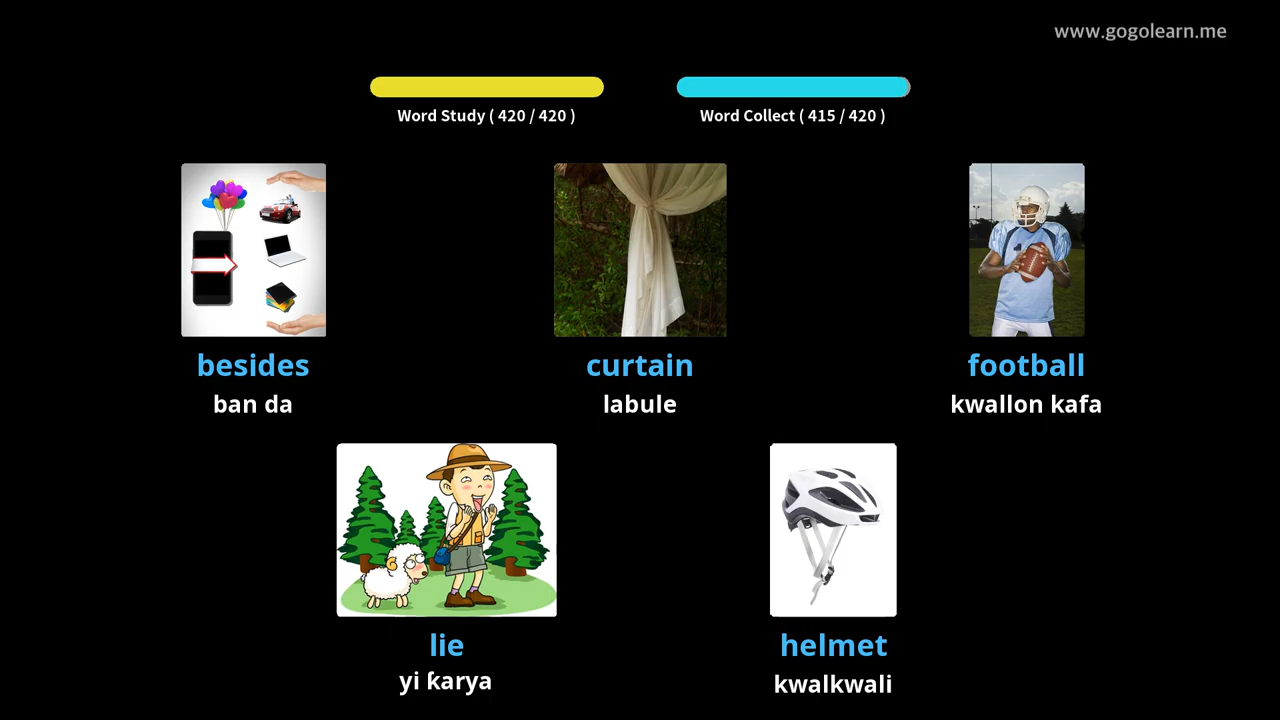 www.gogolearn.me
Word Study ( 420 / 420 )
Word Collect ( 415 / 420 )
besides
ban da
curtain
labule
football
kwallon kafa
lie
yi ƙarya
helmet
kwalkwali